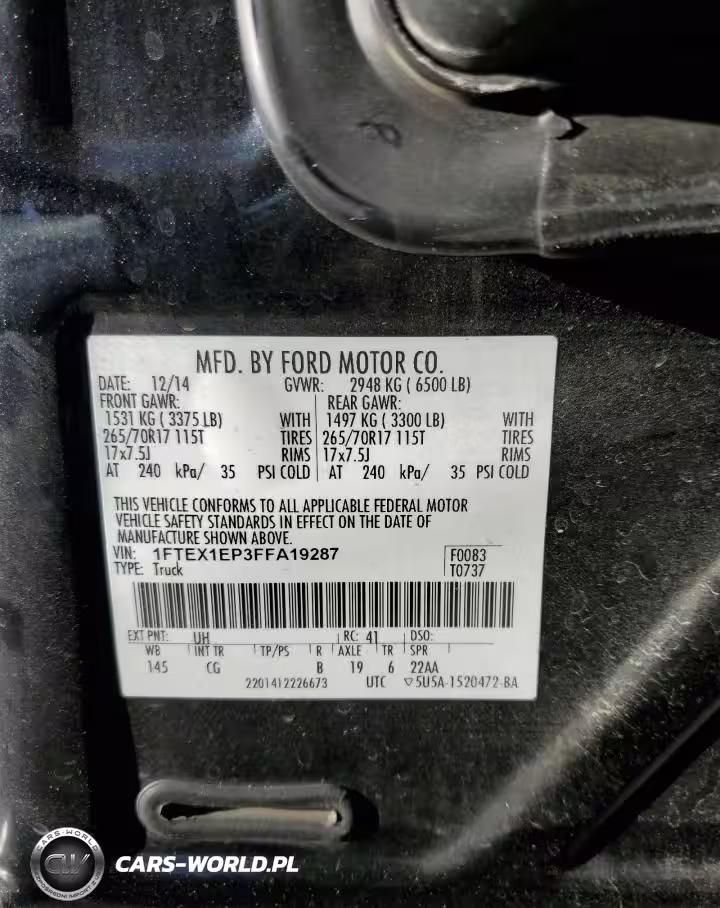 MFD. BY FORD MOTOR CO.
DATE: 12/14 GVWR: 2948 KG ( 6500 LB)
FRONT GAWR: REAR GAWR:
1531 KG ( 3375 LB) WITH 1497 KG ( 3300 LB) WITH
265/70R17 115T TIRES 265/70R17 115T TIRES
17x7.5J RIMS 17x7.5J RIMS
AT 240 kPa/ 35 PSI COLD AT 240 kPa/ 35 PSI COLD
THIS VEHICLE CONFORMS TO ALL APPLICABLE FEDERAL MOTOR
VEHICLE SAFETY STANDARDS IN EFFECT ON THE DATE OF
MANUFACTURE SHOWN ABOVE.
VIN: 1FTEX1EP3FFA19287 F0083
TYPE: Truck T0737
EXT PNT: UH RC: 41 DSO:
WB INT TR TP/PS R AXLE TR SPR
145 CG B 19 6 22AA
2201412226673 UTC ▽5U5A-1520472-BA
CARS-WORLD
CW
CARS-WORLD.PL